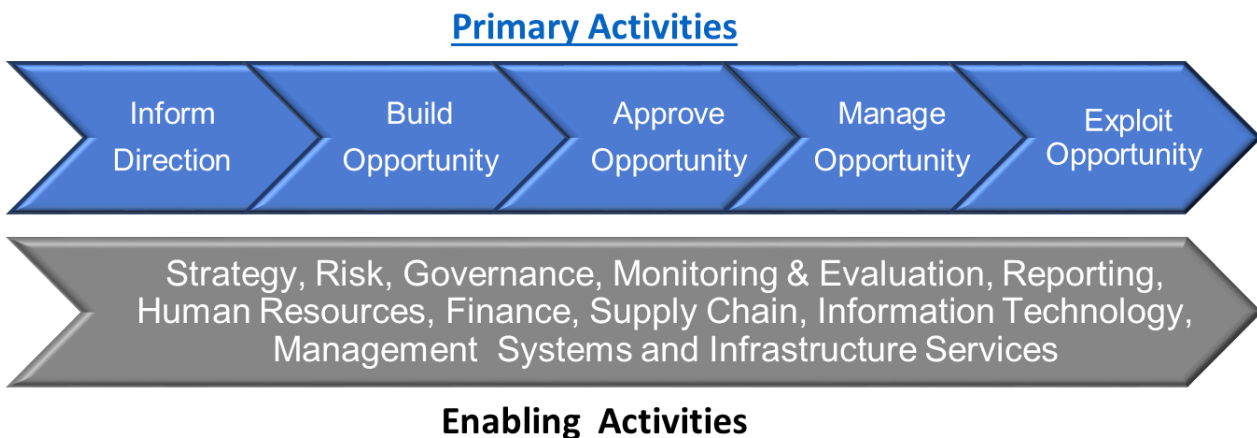 Primary Activities
Inform
Direction
Build
Opportunity
Approve
Opportunity
Manage
Opportunity
Exploit
Opportunity
Strategy, Risk, Governance, Monitoring & Evaluation, Reporting,
Human Resources, Finance, Supply Chain, Information Technology,
Management  Systems and Infrastructure Services
Enabling  Activities